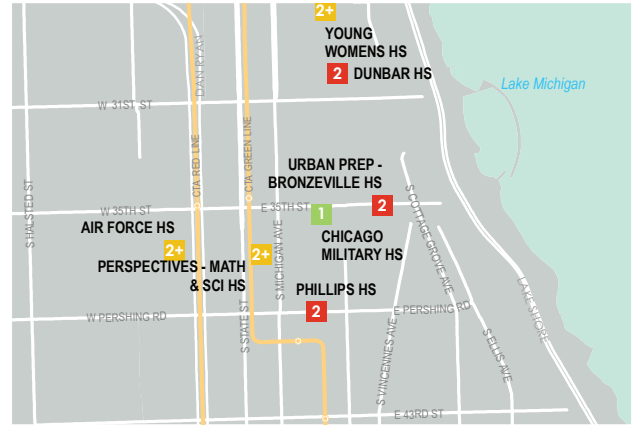 2+
YOUNG
WOMENS HS
2 DUNBAR HS
Lake Michigan
DAN RYAN
W 31ST ST
CTA RED LINE
CTA GREEN LINE
URBAN PREP -
BRONZEVILLE HS
2
S HALSTED ST
W 35TH ST
E 35TH ST
1
S COTTAGE GROVE AVE
AIR FORCE HS
2+
CHICAGO
MILITARY HS
PERSPECTIVES - MATH
& SCI HS
2+
S MICHIGAN AVE
PHILLIPS HS
2
W PERSHING RD
E PERSHING RD
S STATE ST
LAKE SHORE
S VINCENNES AVE
S ELLIS AVE
E 43RD ST